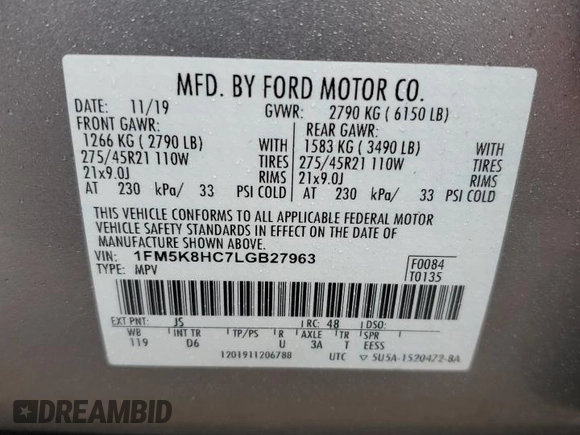 MFD. BY FORD MOTOR CO.
DATE: 11/19 GVWR: 2790 KG ( 6150 LB)
FRONT GAWR: REAR GAWR:
1266 KG ( 2790 LB) WITH 1583 KG ( 3490 LB) WITH
275/45R21 110W TIRES 275/45R21 110W TIRES
21x9.0J RIMS 21x9.0J RIMS
AT 230 kPa/ 33 PSI COLD AT 230 kPa/ 33 PSI COLD
THIS VEHICLE CONFORMS TO ALL APPLICABLE FEDERAL MOTOR
VEHICLE SAFETY STANDARDS IN EFFECT ON THE DATE OF
MANUFACTURE SHOWN ABOVE.
VIN: 1FM5K8HC7LGB27963 F0084
TYPE: MPV T0135
EXT PNT: JS RC: 48 DSO:
WB INT TR TP/PS R AXLE TR SPR
119 D6 U 3A T EESS
1201911206788 UTC 5U5A-1520472-BA
DREAMBID